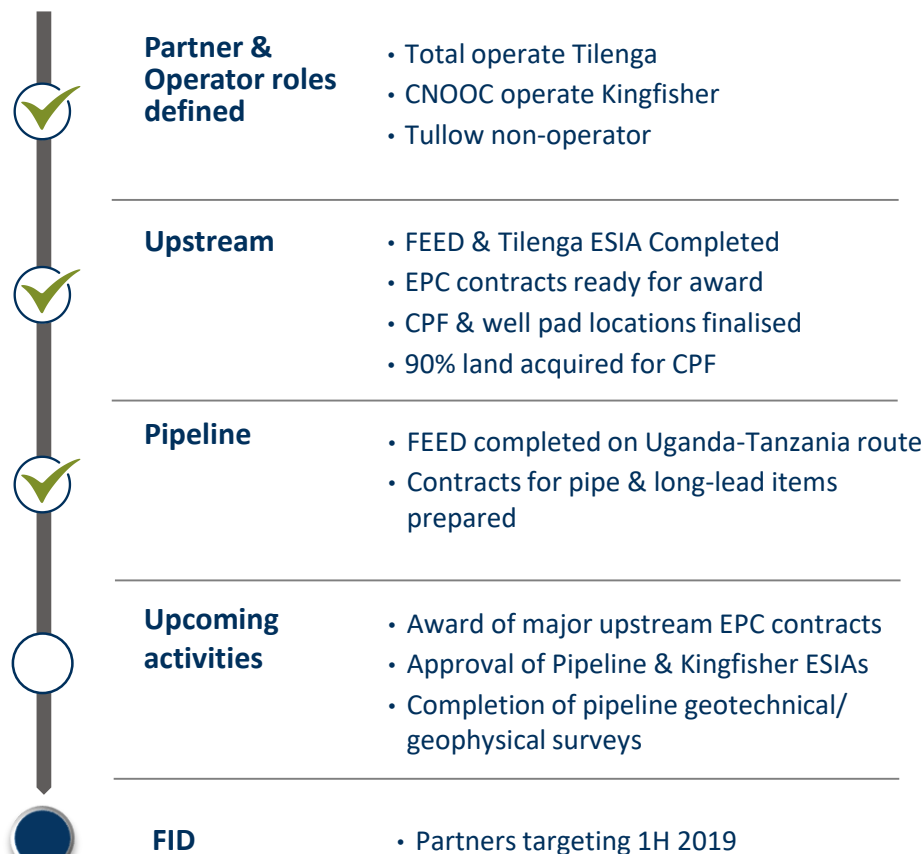 Partner &
Operator roles
defined
• Total operate Tilenga
• CNOOC operate Kingfisher
• Tullow non-operator
Upstream
• FEED & Tilenga ESIA Completed
• EPC contracts ready for award
• CPF & well pad locations finalised
• 90% land acquired for CPF
Pipeline
• FEED completed on Uganda-Tanzania route
• Contracts for pipe & long-lead items
prepared
Upcoming
activities
• Award of major upstream EPC contracts
• Approval of Pipeline & Kingfisher ESIAs
• Completion of pipeline geotechnical/
geophysical surveys
FID
• Partners targeting 1H 2019